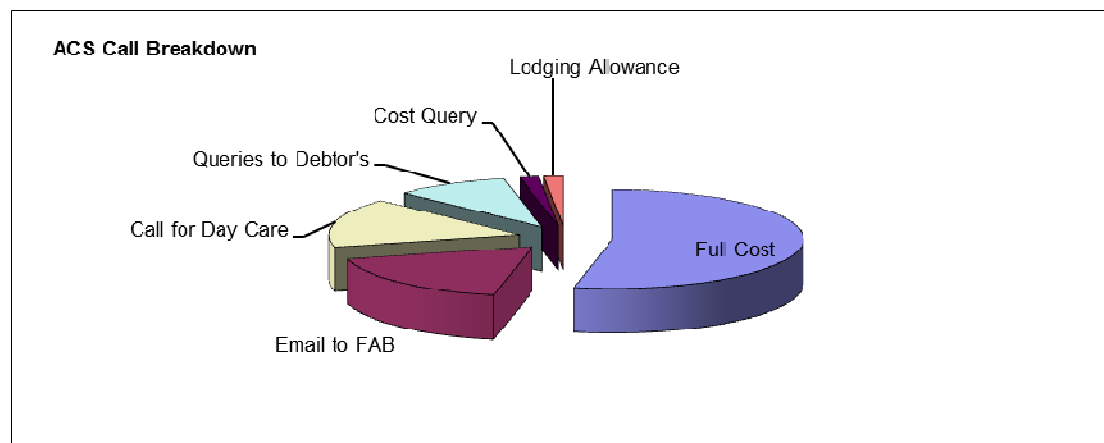 ACS Call Breakdown
Lodging Allowance
Cost Query
Queries to Debtor's
Call for Day Care
Full Cost
Email to FAB